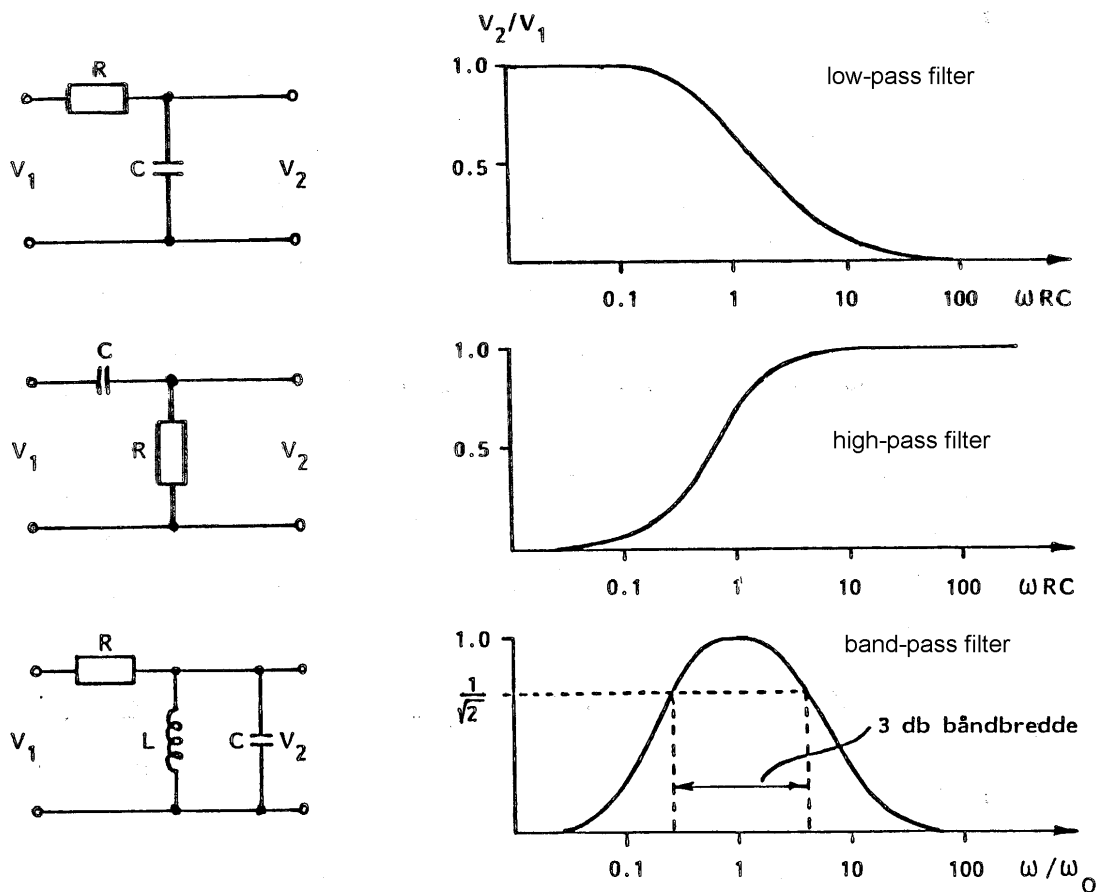 V₂/V₁
R
1.0
low-pass filter
V₁ C V₂
0.5
0.1 1 10 100 ωRC
C
1.0
V₁ R V₂
0.5
high-pass filter
0.1 1 10 100 ωRC
R
1.0
band-pass filter
1/√2
3 db båndbredde
V₁ L C V₂
0.1 1 10 100 ω/ω₀